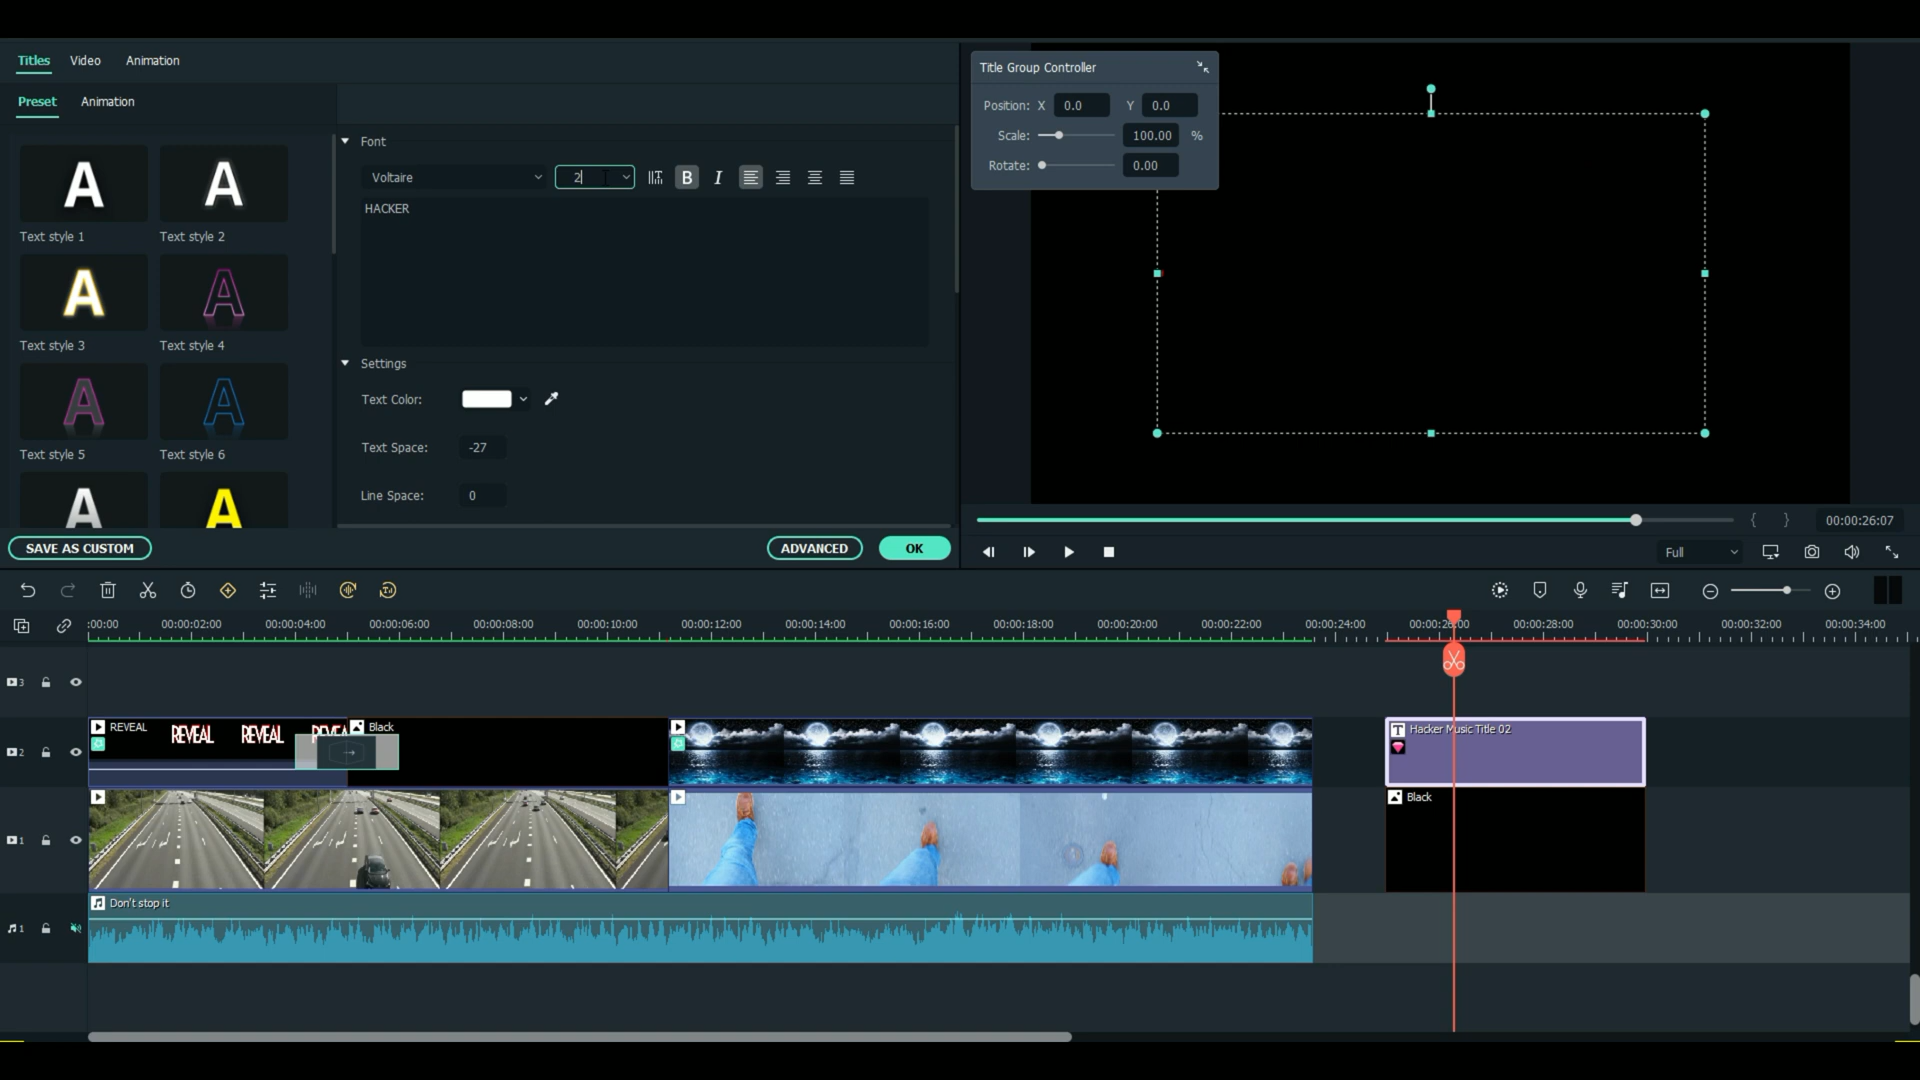 Titles Video Animation
Preset Animation
Text style 1
Text style 2
Text style 3
Text style 4
Text style 5
Text style 6
SAVE AS CUSTOM
Font
Voltaire 2 B I
HACKER
Settings
Text Color:
Text Space: -27
Line Space: 0
ADVANCED OK
Title Group Controller
Position: X 0.0 Y 0.0
Scale: 100.00 %
Rotate: 0.00
{ } 00:00:26:07
Full
:00:00 00:00:02:00 00:00:04:00 00:00:06:00 00:00:08:00 00:00:10:00 00:00:12:00 00:00:14:00 00:00:16:00 00:00:18:00 00:00:20:00 00:00:22:00 00:00:24:00 00:00:26:00 00:00:28:00 00:00:30:00 00:00:32:00 00:00:34:00
3
2 REVEAL REVEAL REVEAL REVEAL Black
T Hacker Music Title 02
1
Black
1 Don't stop it